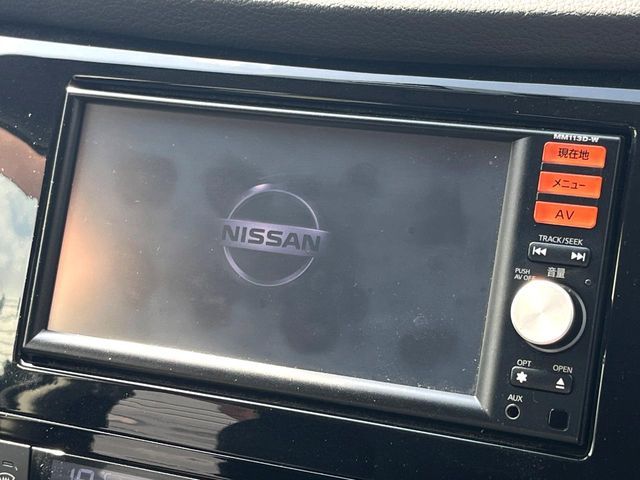 MM113D-W
現在地
メニュー
AV
NISSAN
TRACK/SEEK
PUSH
AV OFF
音量
OPT
OPEN
AUX